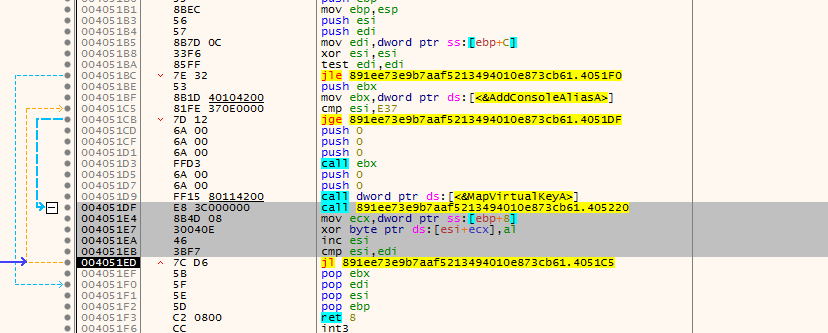 004051B1 8BEC mov ebp,esp
004051B3 56 push esi
004051B4 57 push edi
004051B5 8B7D 0C mov edi,dword ptr ss:[ebp+C]
004051B8 33F6 xor esi,esi
004051BA 85FF test edi,edi
004051BC 7E 32 jle 891ee73e9b7aaf5213494010e873cb61.4051F0
004051BE 53 push ebx
004051BF 8B1D 40104200 mov ebx,dword ptr ds:[<&AddConsoleAliasA>]
004051C5 81FE 370E0000 cmp esi,E37
004051CB 7D 12 jge 891ee73e9b7aaf5213494010e873cb61.4051DF
004051CD 6A 00 push 0
004051CF 6A 00 push 0
004051D1 6A 00 push 0
004051D3 FFD3 call ebx
004051D5 6A 00 push 0
004051D7 6A 00 push 0
004051D9 FF15 80114200 call dword ptr ds:[<&MapVirtualKeyA>]
004051DF E8 3C000000 call 891ee73e9b7aaf5213494010e873cb61.405220
004051E4 8B4D 08 mov ecx,dword ptr ss:[ebp+8]
004051E7 30040E xor byte ptr ds:[esi+ecx],al
004051EA 46 inc esi
004051EB 3BF7 cmp esi,edi
004051ED 7C D6 jl 891ee73e9b7aaf5213494010e873cb61.4051C5
004051EF 5B pop ebx
004051F0 5F pop edi
004051F1 5E pop esi
004051F2 5D pop ebp
004051F3 C2 0800 ret 8
004051F6 CC int3